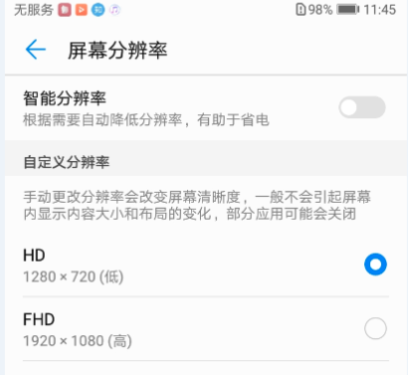 无服务 98% 11:45
屏幕分辨率
智能分辨率
根据需要自动降低分辨率，有助于省电
自定义分辨率
手动更改分辨率会改变屏幕清晰度，一般不会引起屏幕
内显示内容大小和布局的变化，部分应用可能会关闭
HD
1280 × 720 (低)
FHD
1920 × 1080 (高)